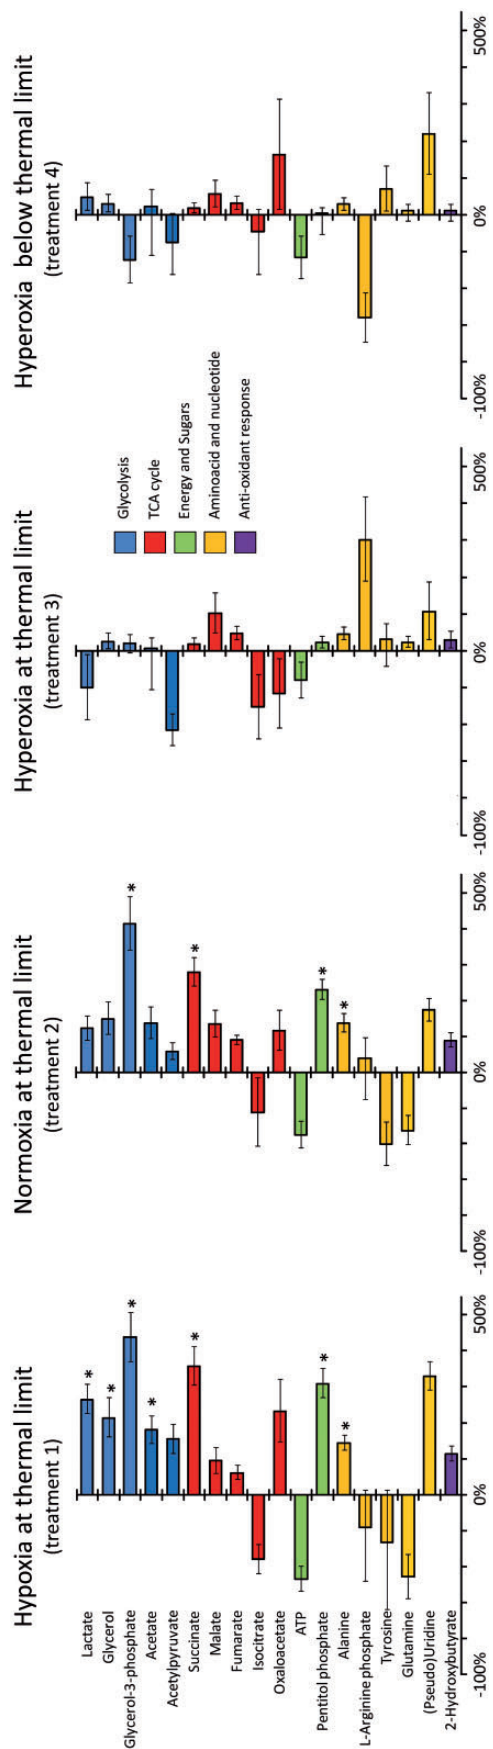 Hypoxia at thermal limit
(treatment 1)
Normoxia at thermal limit
(treatment 2)
Hyperoxia at thermal limit
(treatment 3)
Hyperoxia below thermal limit
(treatment 4)
Lactate
*
Glycerol
*
Glycerol-3-phosphate
*
*
Acetate
*
Acetylpyruvate
Succinate
*
*
Malate
Fumarate
Isocitrate
Oxaloacetate
ATP
Pentitol phosphate
*
*
Alanine
*
*
L-Arginine phosphate
Tyrosine
Glutamine
(Pseudo)Uridine
2-Hydroxybutyrate
Glycolysis
TCA cycle
Energy and Sugars
Aminoacid and nucleotide
Anti-oxidant response
-100%
0%
500%
-100%
0%
500%
-100%
0%
500%
-100%
0%
500%